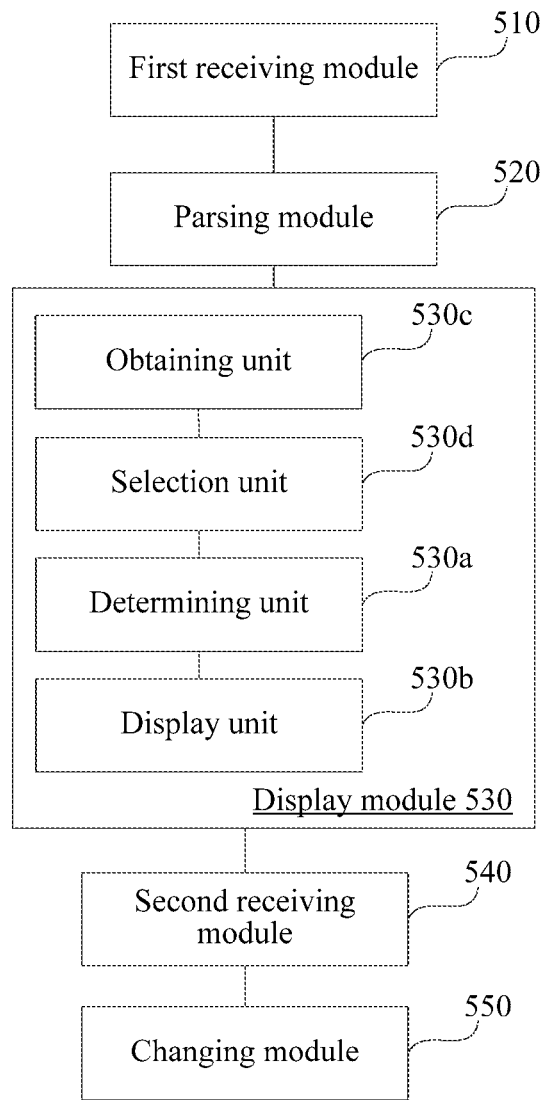 510
First receiving module
520
Parsing module
530c
Obtaining unit
530d
Selection unit
530a
Determining unit
530b
Display unit
Display module 530
540
Second receiving
module
550
Changing module